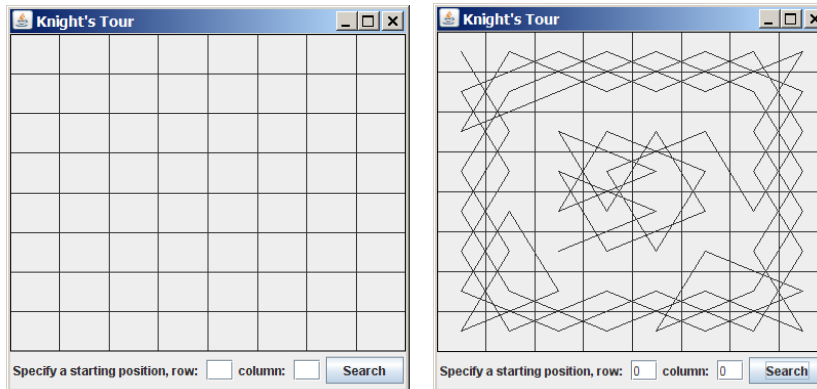 Knight's Tour
Specify a starting position, row: column: Search
Knight's Tour
Specify a starting position, row: 0 column: 0 Search